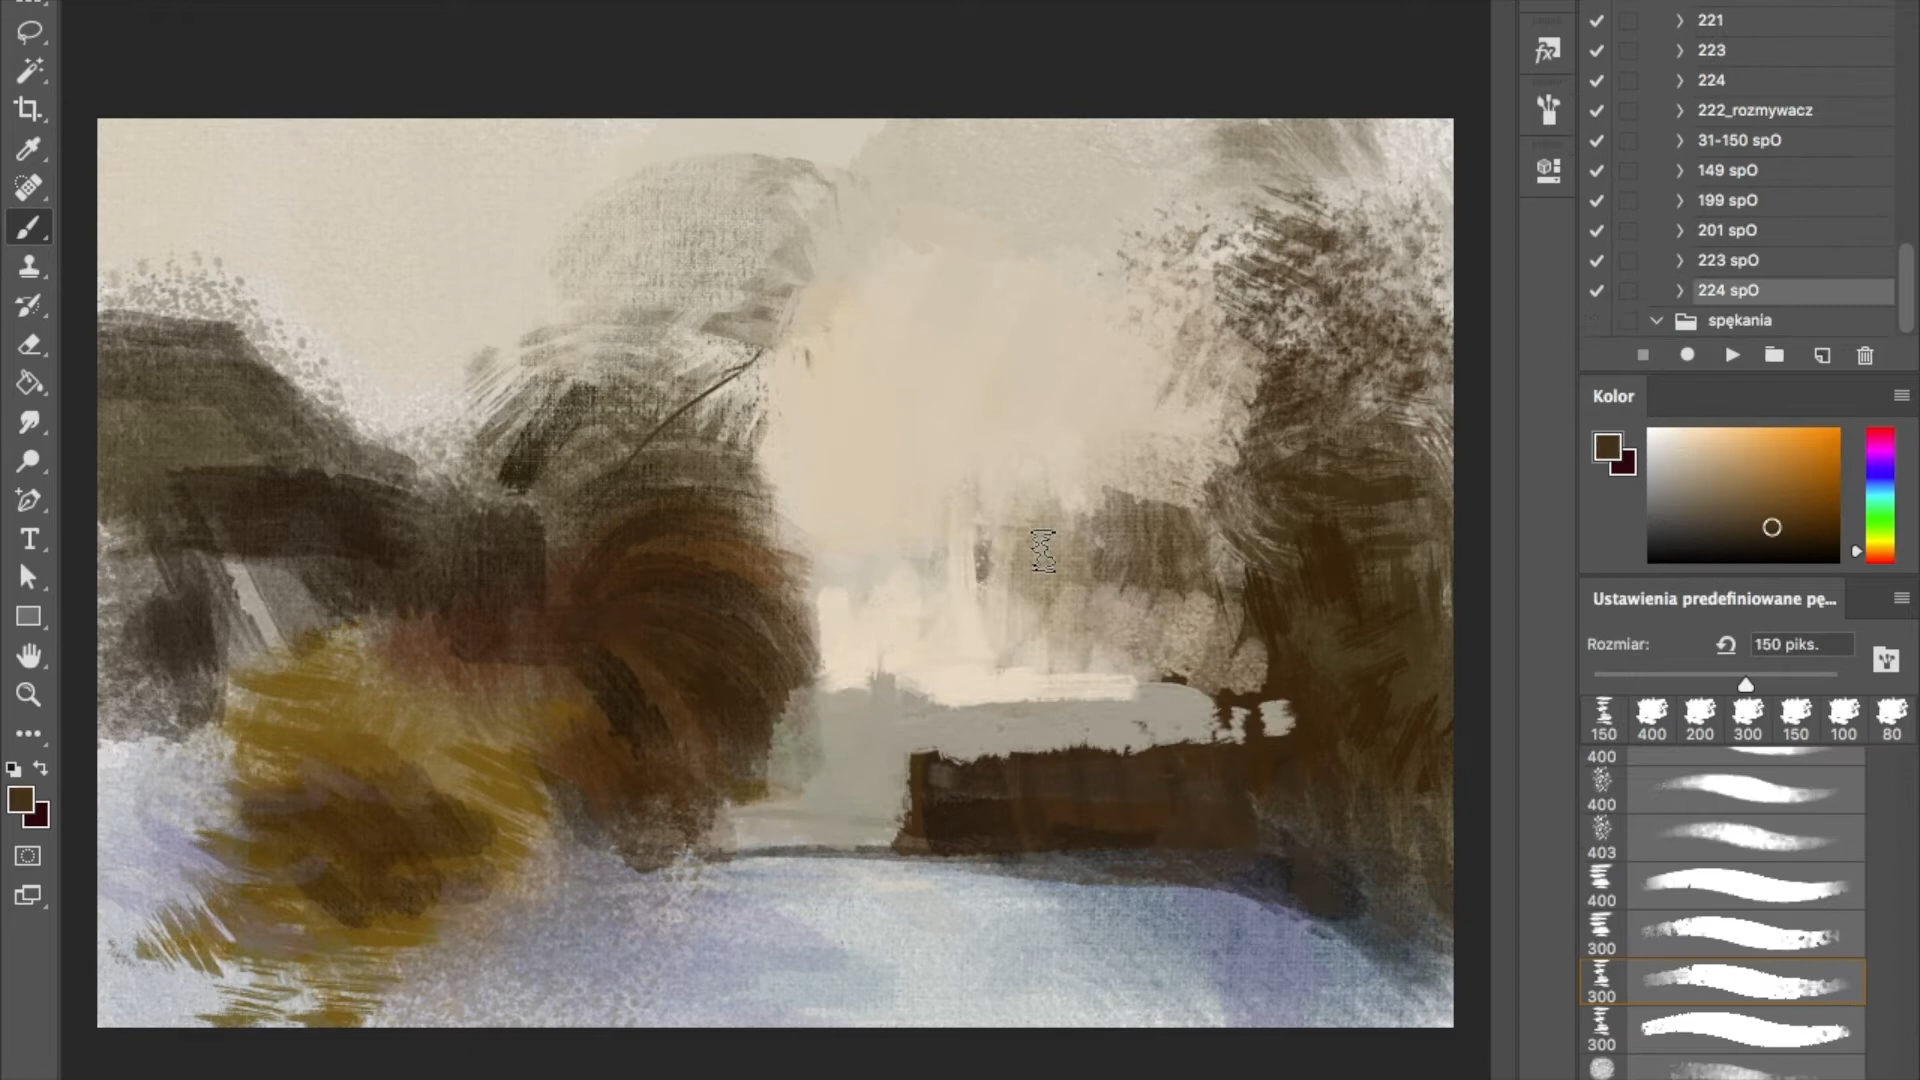 221
223
224
222_rozmywacz
31-150 spO
149 spO
199 spO
201 spO
223 spO
224 spO
spękania
Kolor
Ustawienia predefiniowane pę...
Rozmiar:
150 piks.
150 400 200 300 150 100 80
400
400
403
400
300
300
300